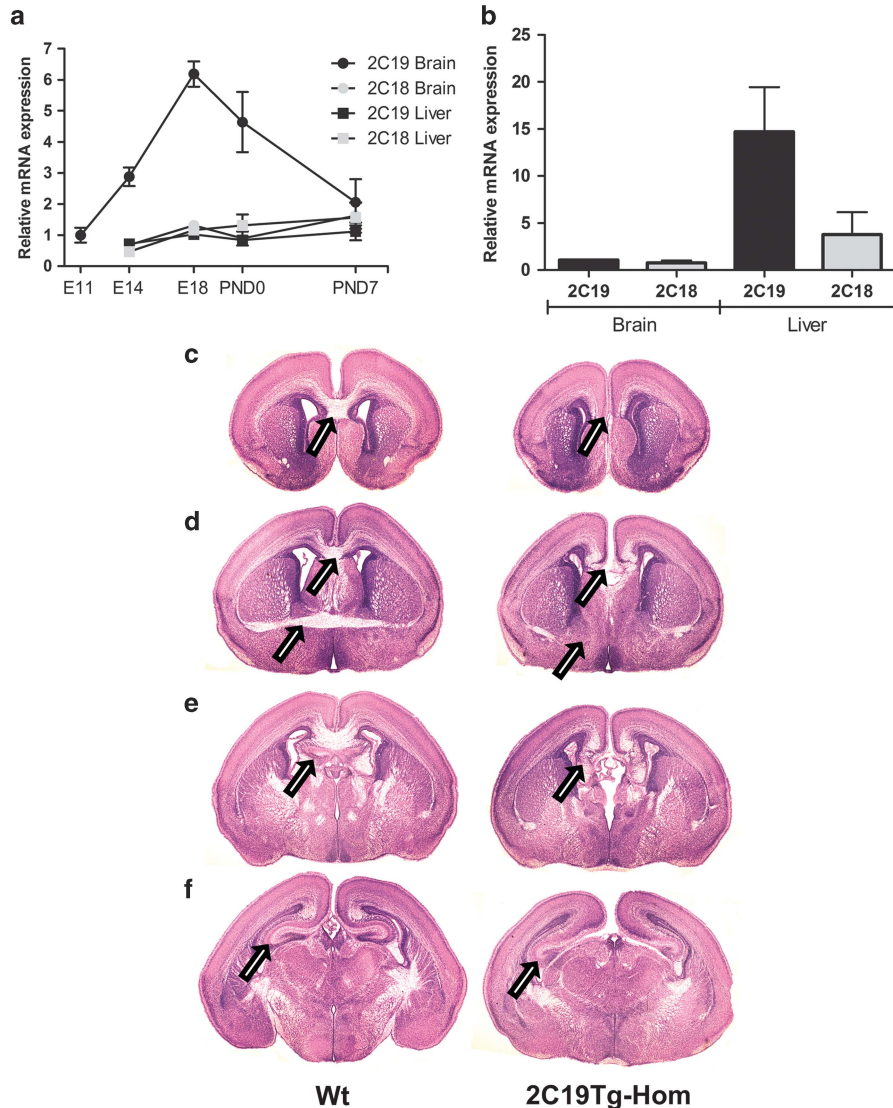 a
Relative mRNA expression
7
6
5
4
3
2
1
0
E11 E14 E18 PND0 PND7
2C19 Brain
2C18 Brain
2C19 Liver
2C18 Liver
b
Relative mRNA expression
25
20
15
10
5
0
2C19 2C18 2C19 2C18
Brain Liver
c
d
e
f
Wt 2C19Tg-Hom